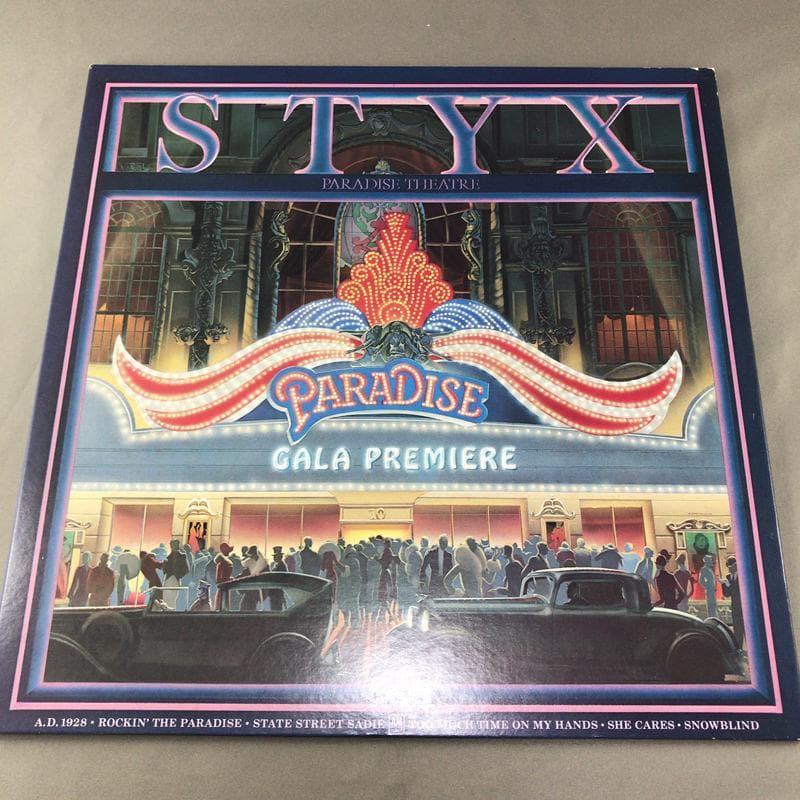 STYX
PARADISE THEATRE
PARADISE
GALA PREMIERE
10
A.D. 1928 • ROCKIN' THE PARADISE • STATE STREET SADIE TOO MUCH TIME ON MY HANDS • SHE CARES • SNOWBLIND